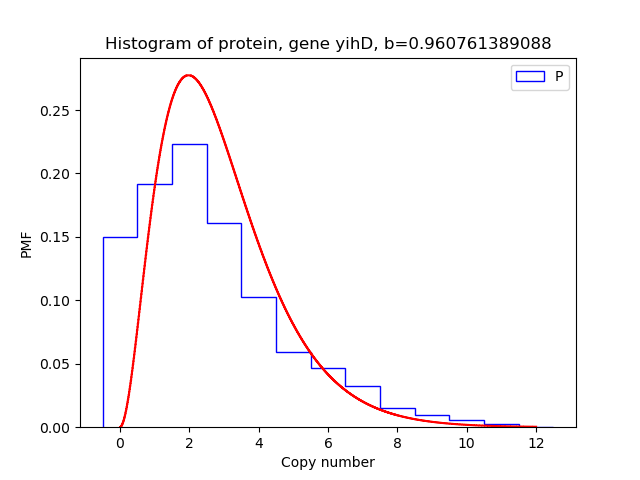 Histogram of protein, gene yihD, b=0.960761389088
P
0.25
0.20
0.15
0.10
0.05
0.00
PMF
0 2 4 6 8 10 12
Copy number